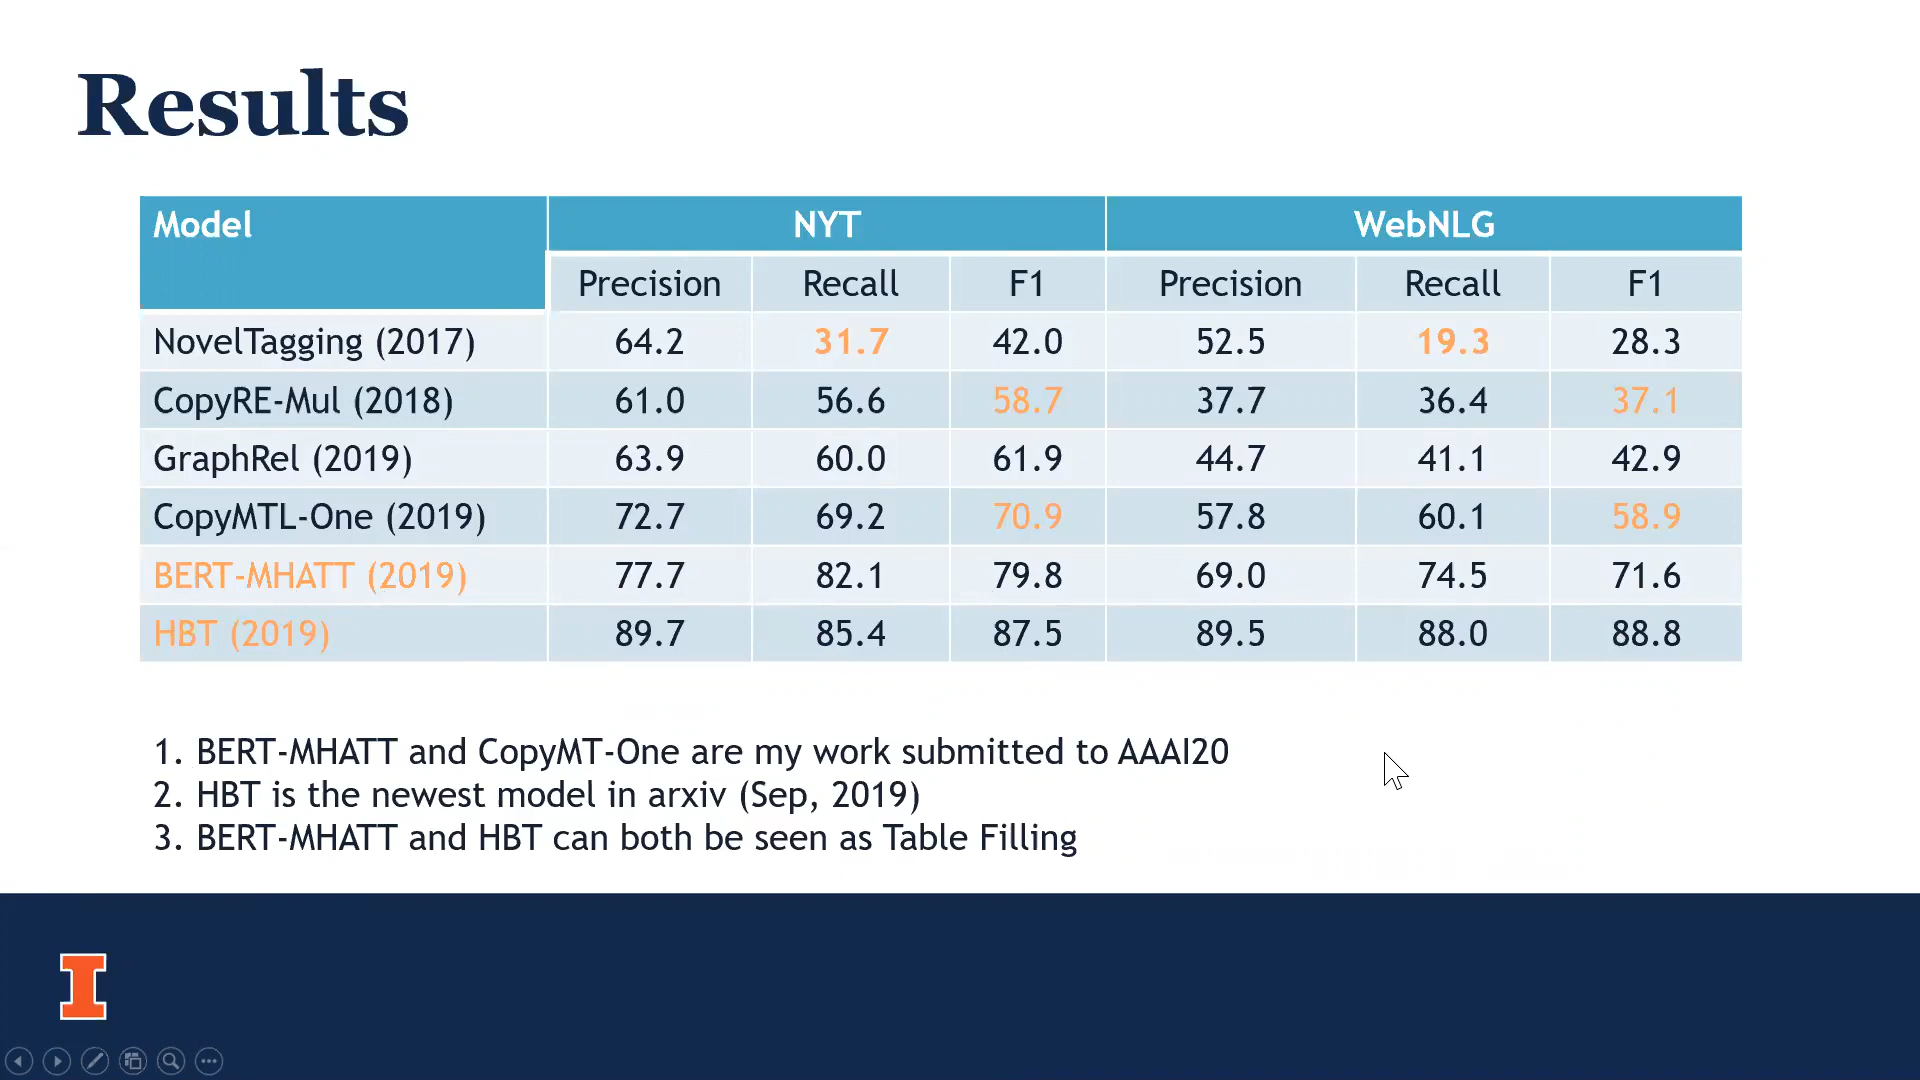 Results
Model NYT WebNLG
Precision Recall F1 Precision Recall F1
NovelTagging (2017) 64.2 31.7 42.0 52.5 19.3 28.3
CopyRE-Mul (2018) 61.0 56.6 58.7 37.7 36.4 37.1
GraphRel (2019) 63.9 60.0 61.9 44.7 41.1 42.9
CopyMTL-One (2019) 72.7 69.2 70.9 57.8 60.1 58.9
BERT-MHATT (2019) 77.7 82.1 79.8 69.0 74.5 71.6
HBT (2019) 89.7 85.4 87.5 89.5 88.0 88.8
1. BERT-MHATT and CopyMT-One are my work submitted to AAAI20
2. HBT is the newest model in arxiv (Sep, 2019)
3. BERT-MHATT and HBT can both be seen as Table Filling
I